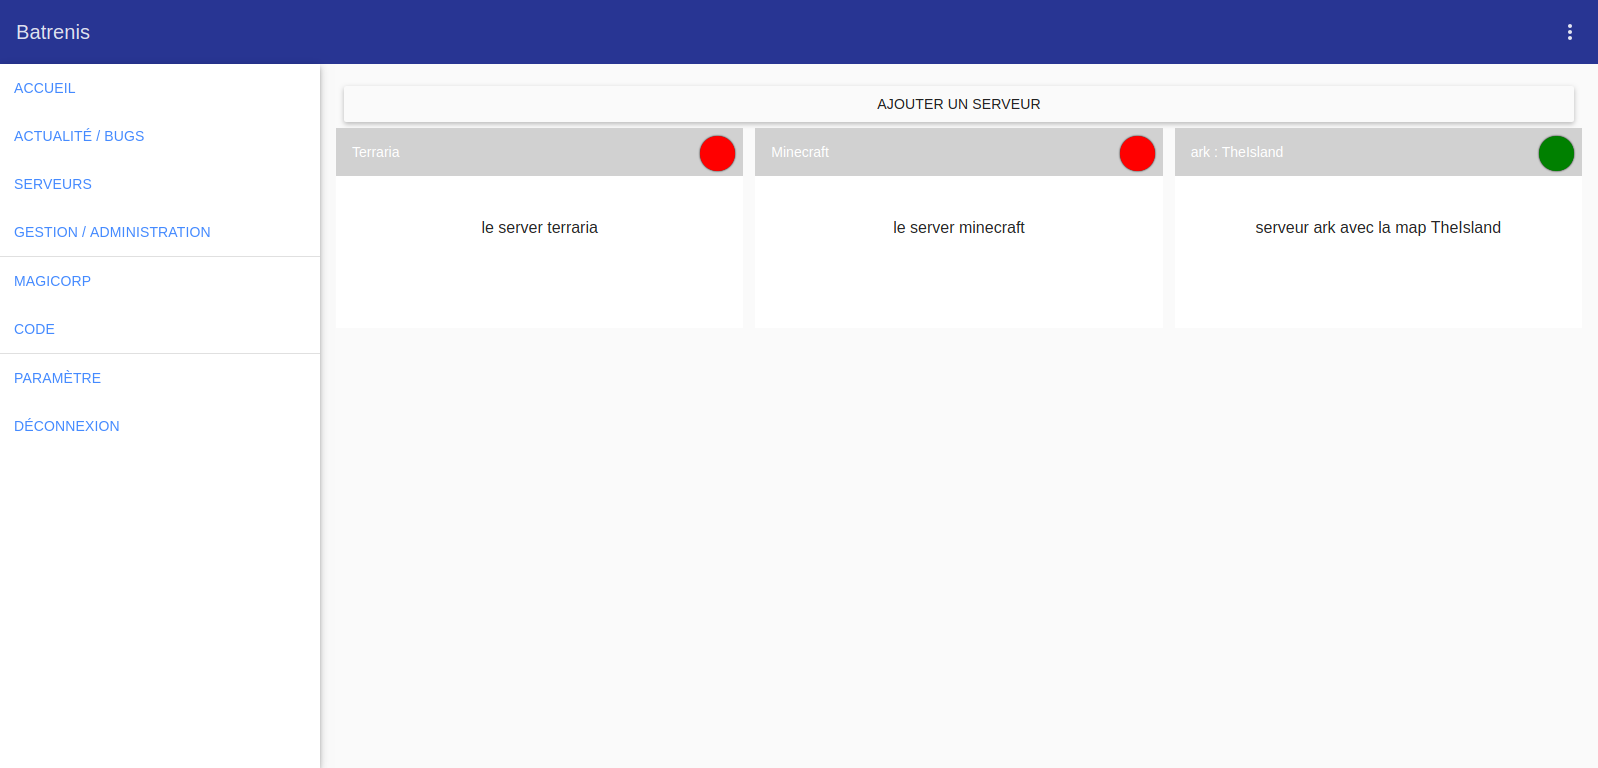 Batrenis
ACCUEIL
ACTUALITÉ / BUGS
SERVEURS
GESTION / ADMINISTRATION
MAGICORP
CODE
PARAMÈTRE
DÉCONNEXION
AJOUTER UN SERVEUR
Terraria
le server terraria
Minecraft
le server minecraft
ark : TheIsland
serveur ark avec la map TheIsland